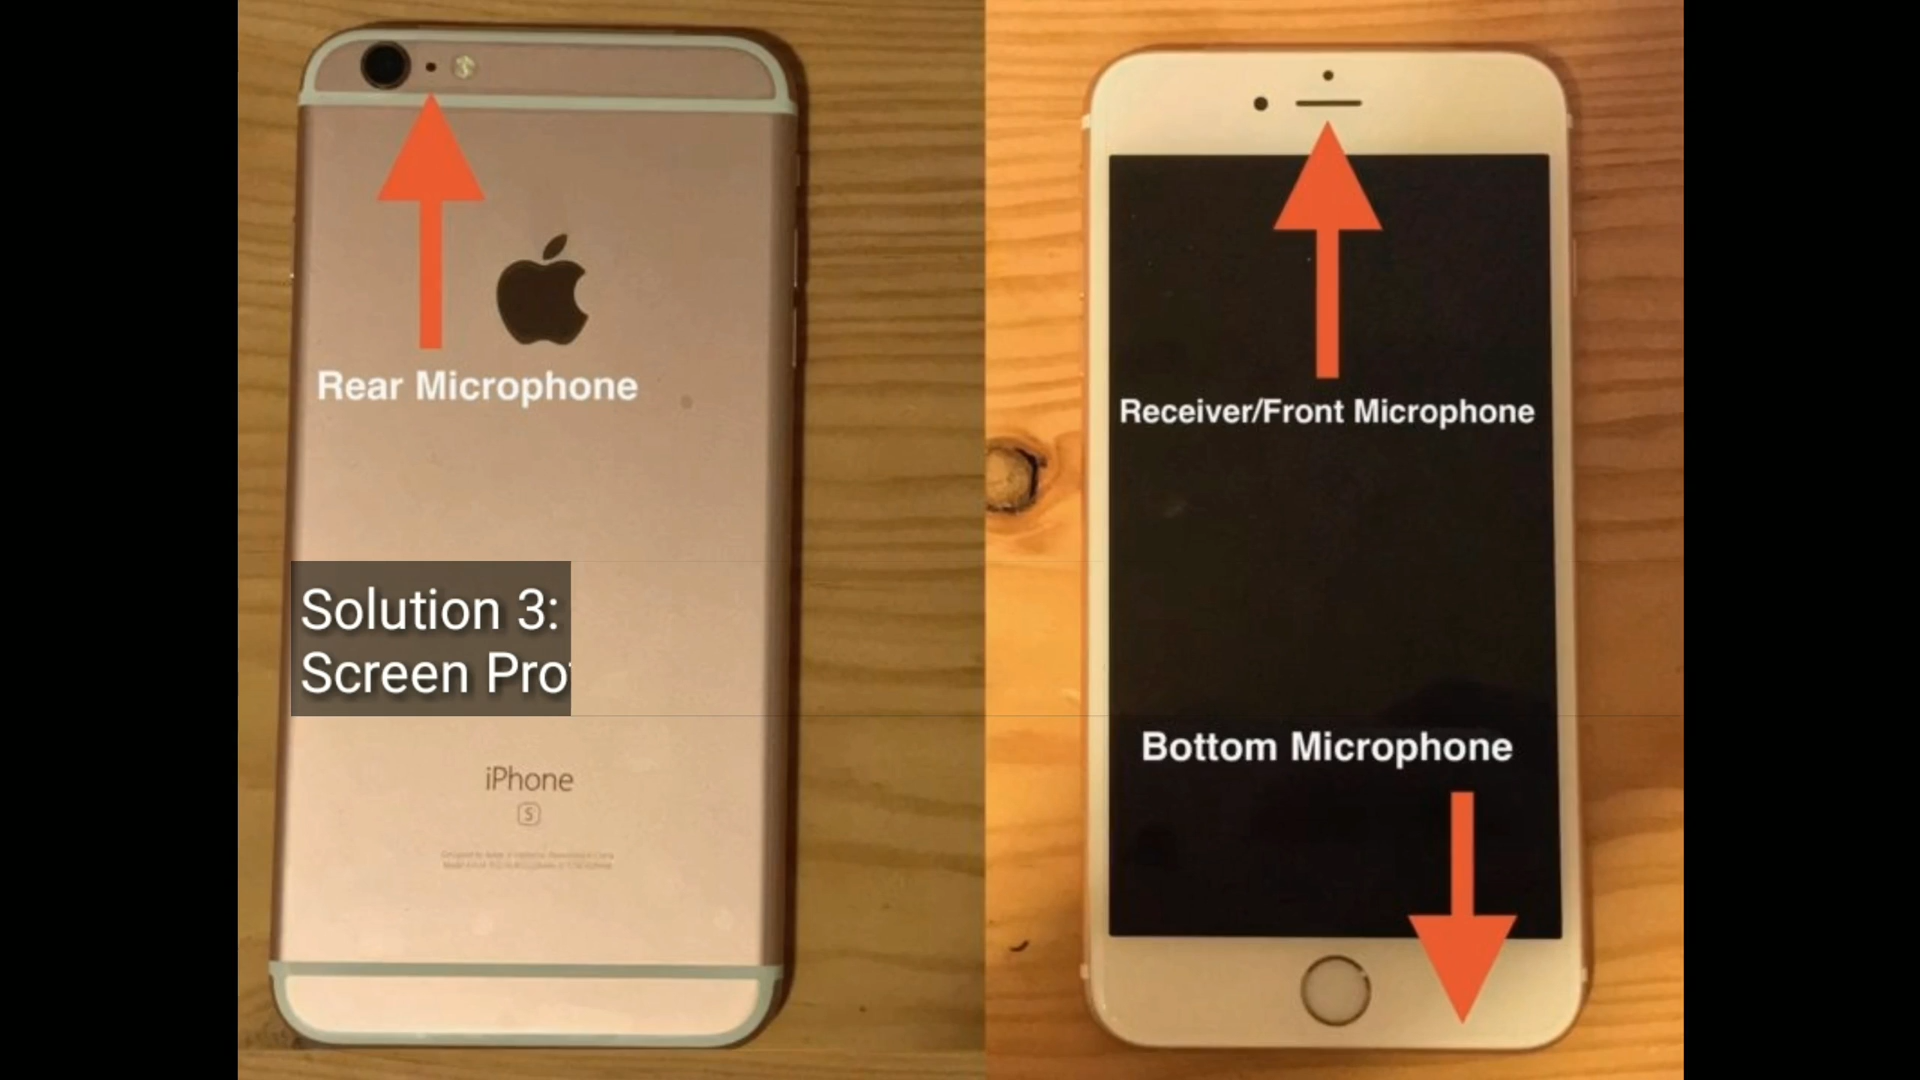 Rear Microphone
Receiver/Front Microphone
Solution 3:
Screen Pro
Bottom Microphone
iPhone
S